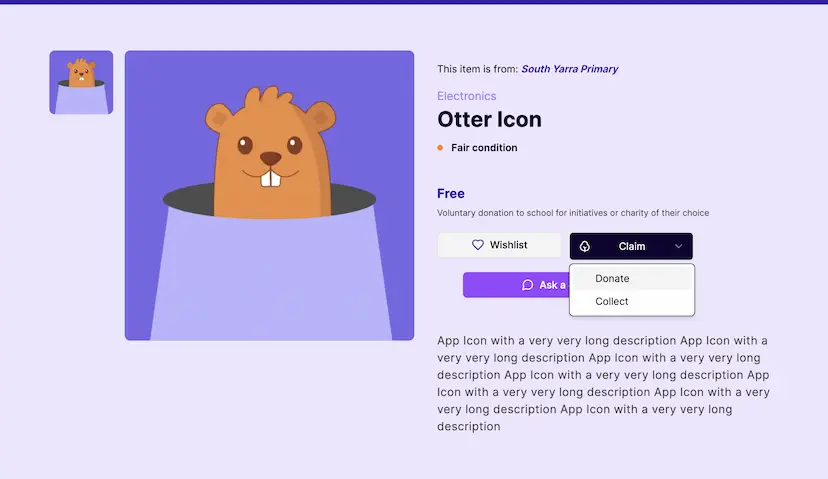 This item is from: South Yarra Primary
Electronics
Otter Icon
Fair condition
Free
Voluntary donation to school for initiatives or charity of their choice
Wishlist
Claim
Donate
Ask a
Collect
App Icon with a very very long description App Icon with a
very very long description App Icon with a very very long
description App Icon with a very very long description App
Icon with a very very long description App Icon with a very
very long description App Icon with a very very long
description